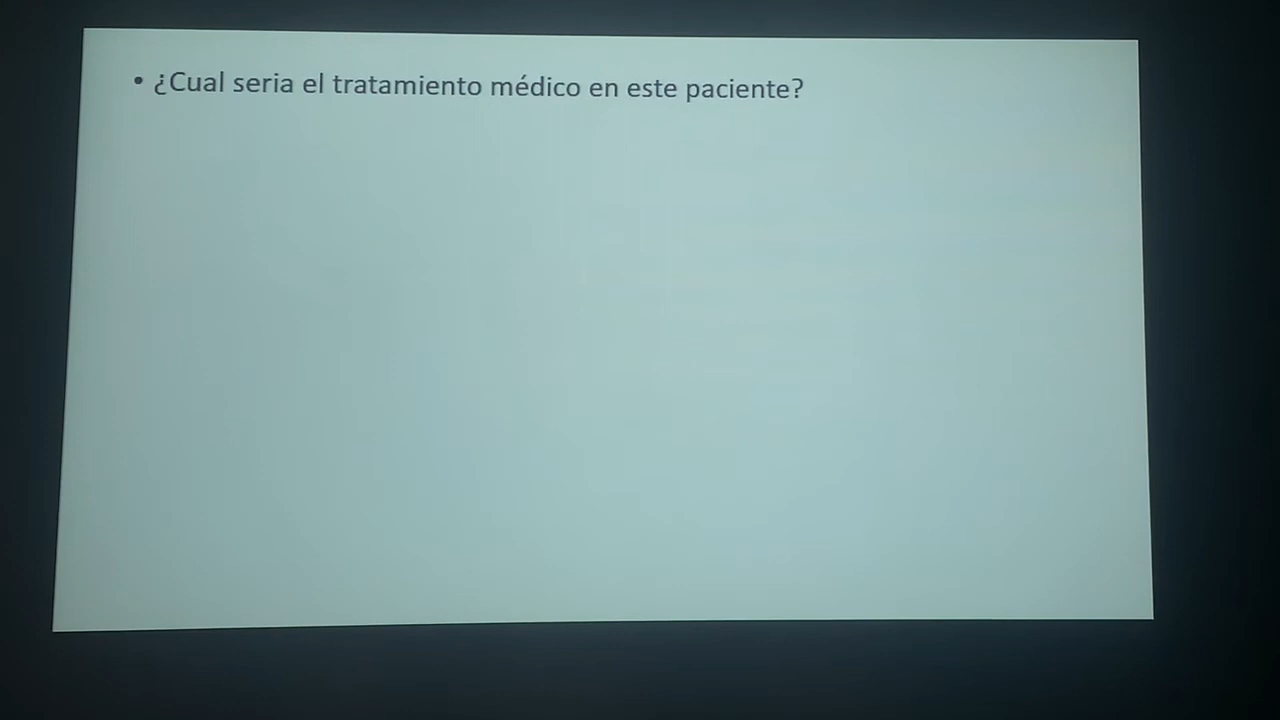 • ¿Cual seria el tratamiento médico en este paciente?